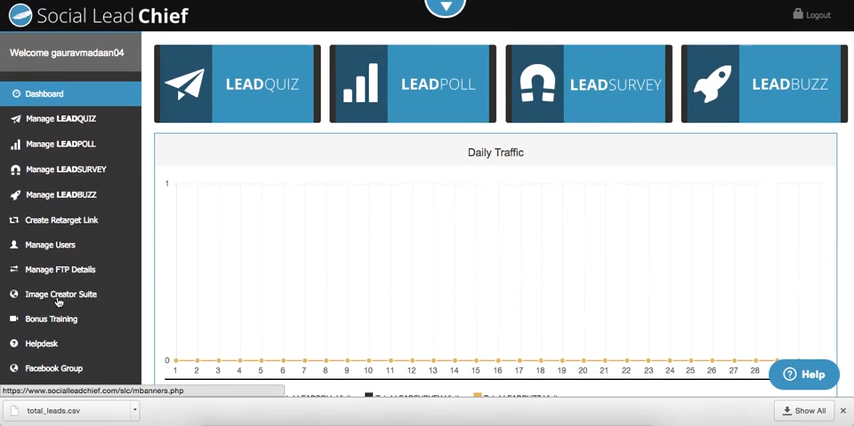 Social Lead Chief
Logout
Welcome gauravmadaan04
LEADQUIZ
LEADPOLL
LEADSURVEY
LEADBUZZ
Dashboard
Manage LEADQUIZ
Manage LEADPOLL
Manage LEADSURVEY
Manage LEADBUZZ
Create Retarget Link
Manage Users
Manage FTP Details
Image Creator Suite
Bonus Training
Helpdesk
Facebook Group
Daily Traffic
1
0
1 2 3 4 5 6 7 8 9 10 11 12 13 14 15 16 17 18 19 20 21 22 23 24 25 26 27 28
Help
https://www.socialleadchief.com/slc/mbanners.php
total_leads.csv
Show All